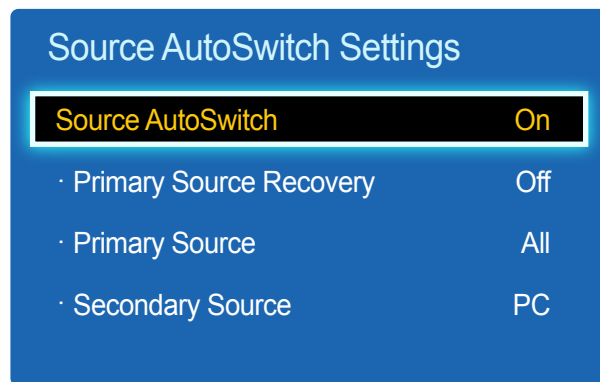 Source AutoSwitch Settings
Source AutoSwitch On
· Primary Source Recovery Off
· Primary Source All
· Secondary Source PC